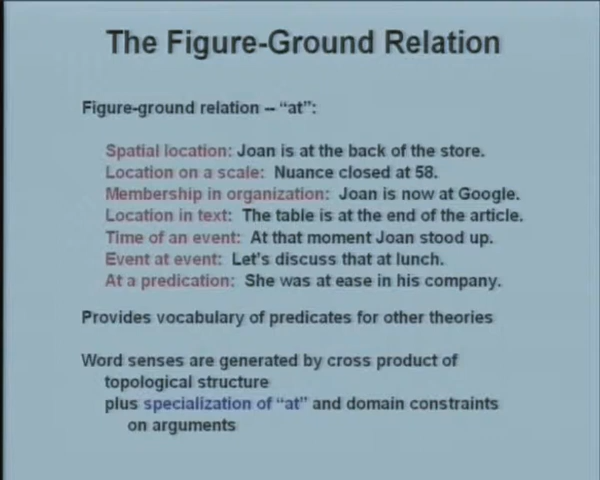 The Figure-Ground Relation
Figure-ground relation -- “at”:
Spatial location: Joan is at the back of the store.
Location on a scale: Nuance closed at 58.
Membership in organization: Joan is now at Google.
Location in text: The table is at the end of the article.
Time of an event: At that moment Joan stood up.
Event at event: Let's discuss that at lunch.
At a predication: She was at ease in his company.
Provides vocabulary of predicates for other theories
Word senses are generated by cross product of
topological structure
plus specialization of “at” and domain constraints
on arguments